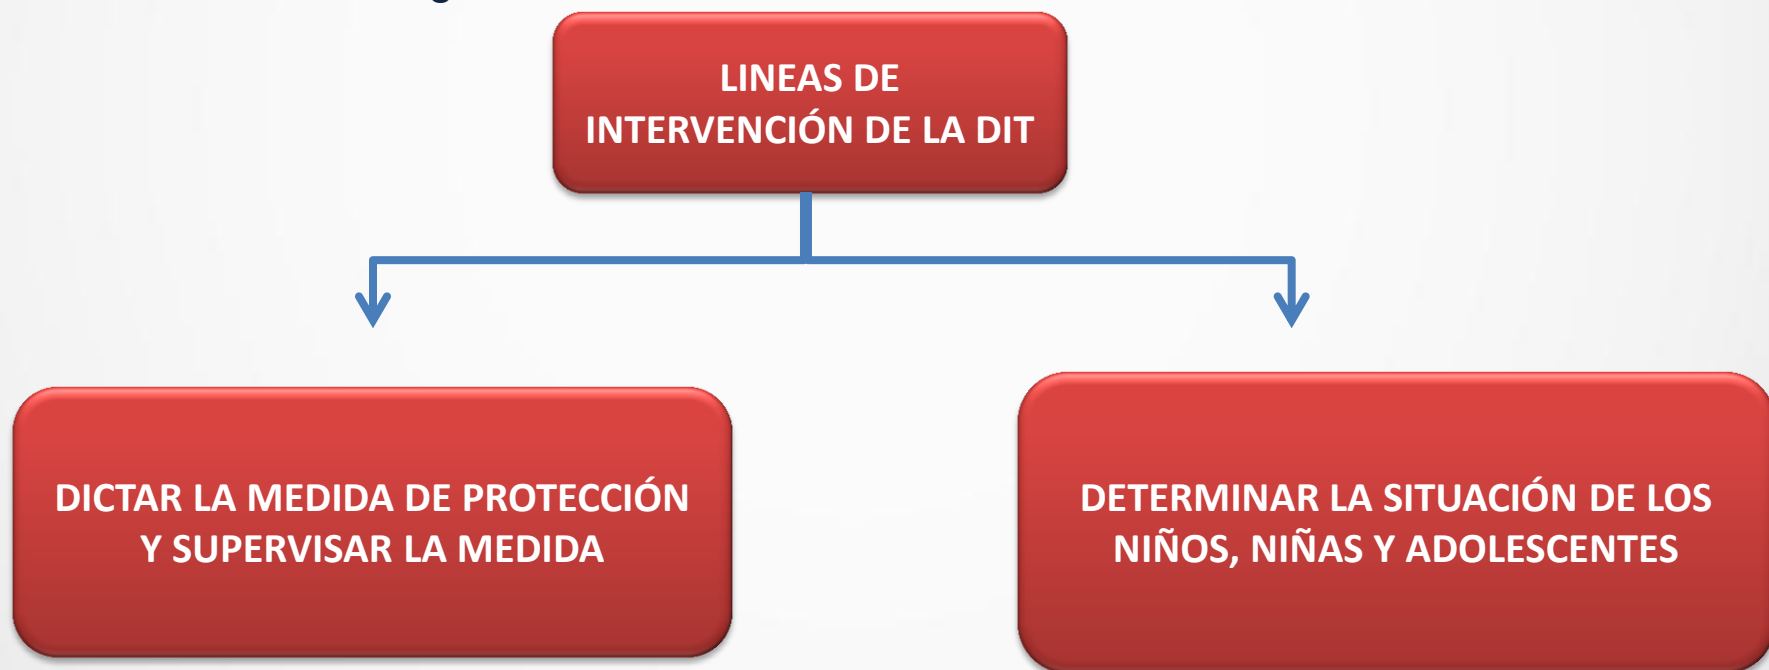 LINEAS DE
INTERVENCIÓN DE LA DIT
DICTAR LA MEDIDA DE PROTECCIÓN
Y SUPERVISAR LA MEDIDA
DETERMINAR LA SITUACIÓN DE LOS
NIÑOS, NIÑAS Y ADOLESCENTES